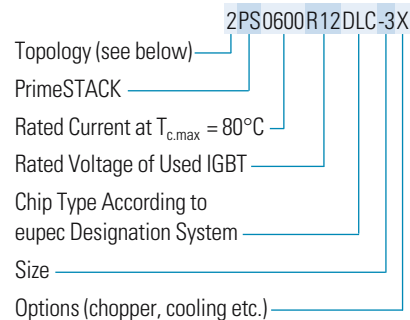 2PS0600R12DLC-3X
Topology (see below)
PrimeSTACK
Rated Current at Tc.max = 80°C
Rated Voltage of Used IGBT
Chip Type According to
eupec Designation System
Size
Options (chopper, cooling etc.)